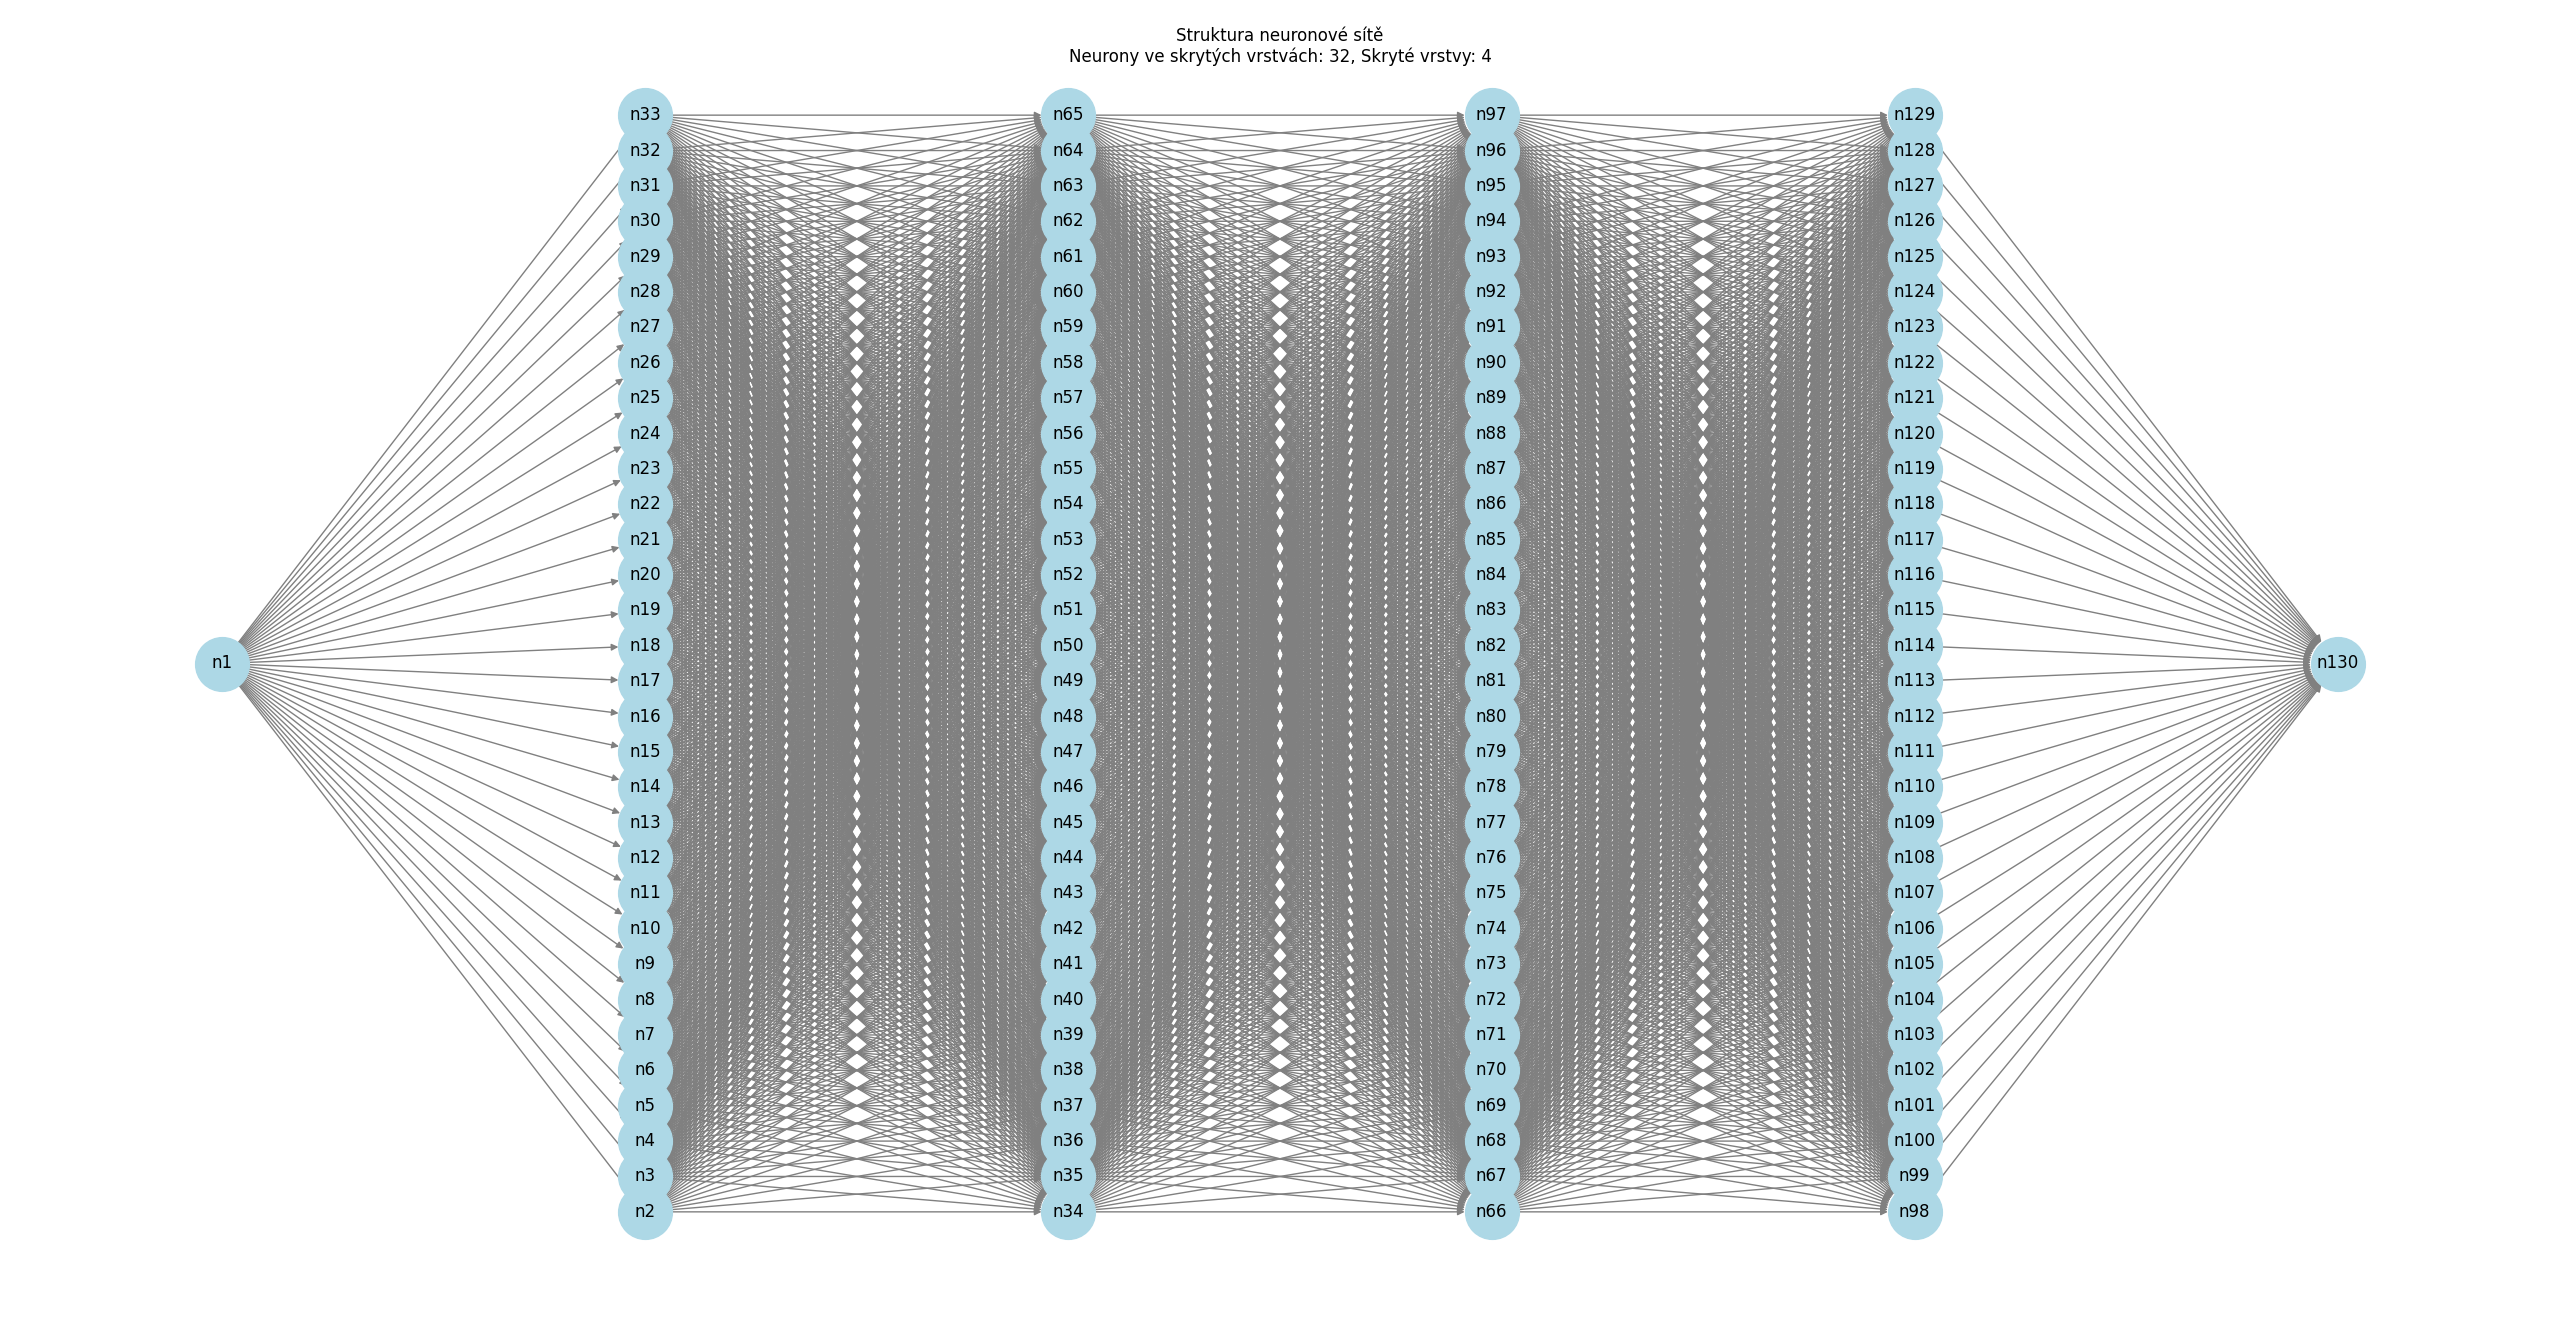 Struktura neuronové sítě
Neurony ve skrytých vrstvách: 32, Skryté vrstvy: 4
n33 n65 n97 n129
n32 n64 n96 n128
n31 n63 n95 n127
n30 n62 n94 n126
n29 n61 n93 n125
n28 n60 n92 n124
n27 n59 n91 n123
n26 n58 n90 n122
n25 n57 n89 n121
n24 n56 n88 n120
n23 n55 n87 n119
n22 n54 n86 n118
n21 n53 n85 n117
n20 n52 n84 n116
n19 n51 n83 n115
n18 n50 n82 n114
n1 n130
n17 n49 n81 n113
n16 n48 n80 n112
n15 n47 n79 n111
n14 n46 n78 n110
n13 n45 n77 n109
n12 n44 n76 n108
n11 n43 n75 n107
n10 n42 n74 n106
n9 n41 n73 n105
n8 n40 n72 n104
n7 n39 n71 n103
n6 n38 n70 n102
n5 n37 n69 n101
n4 n36 n68 n100
n3 n35 n67 n99
n2 n34 n66 n98